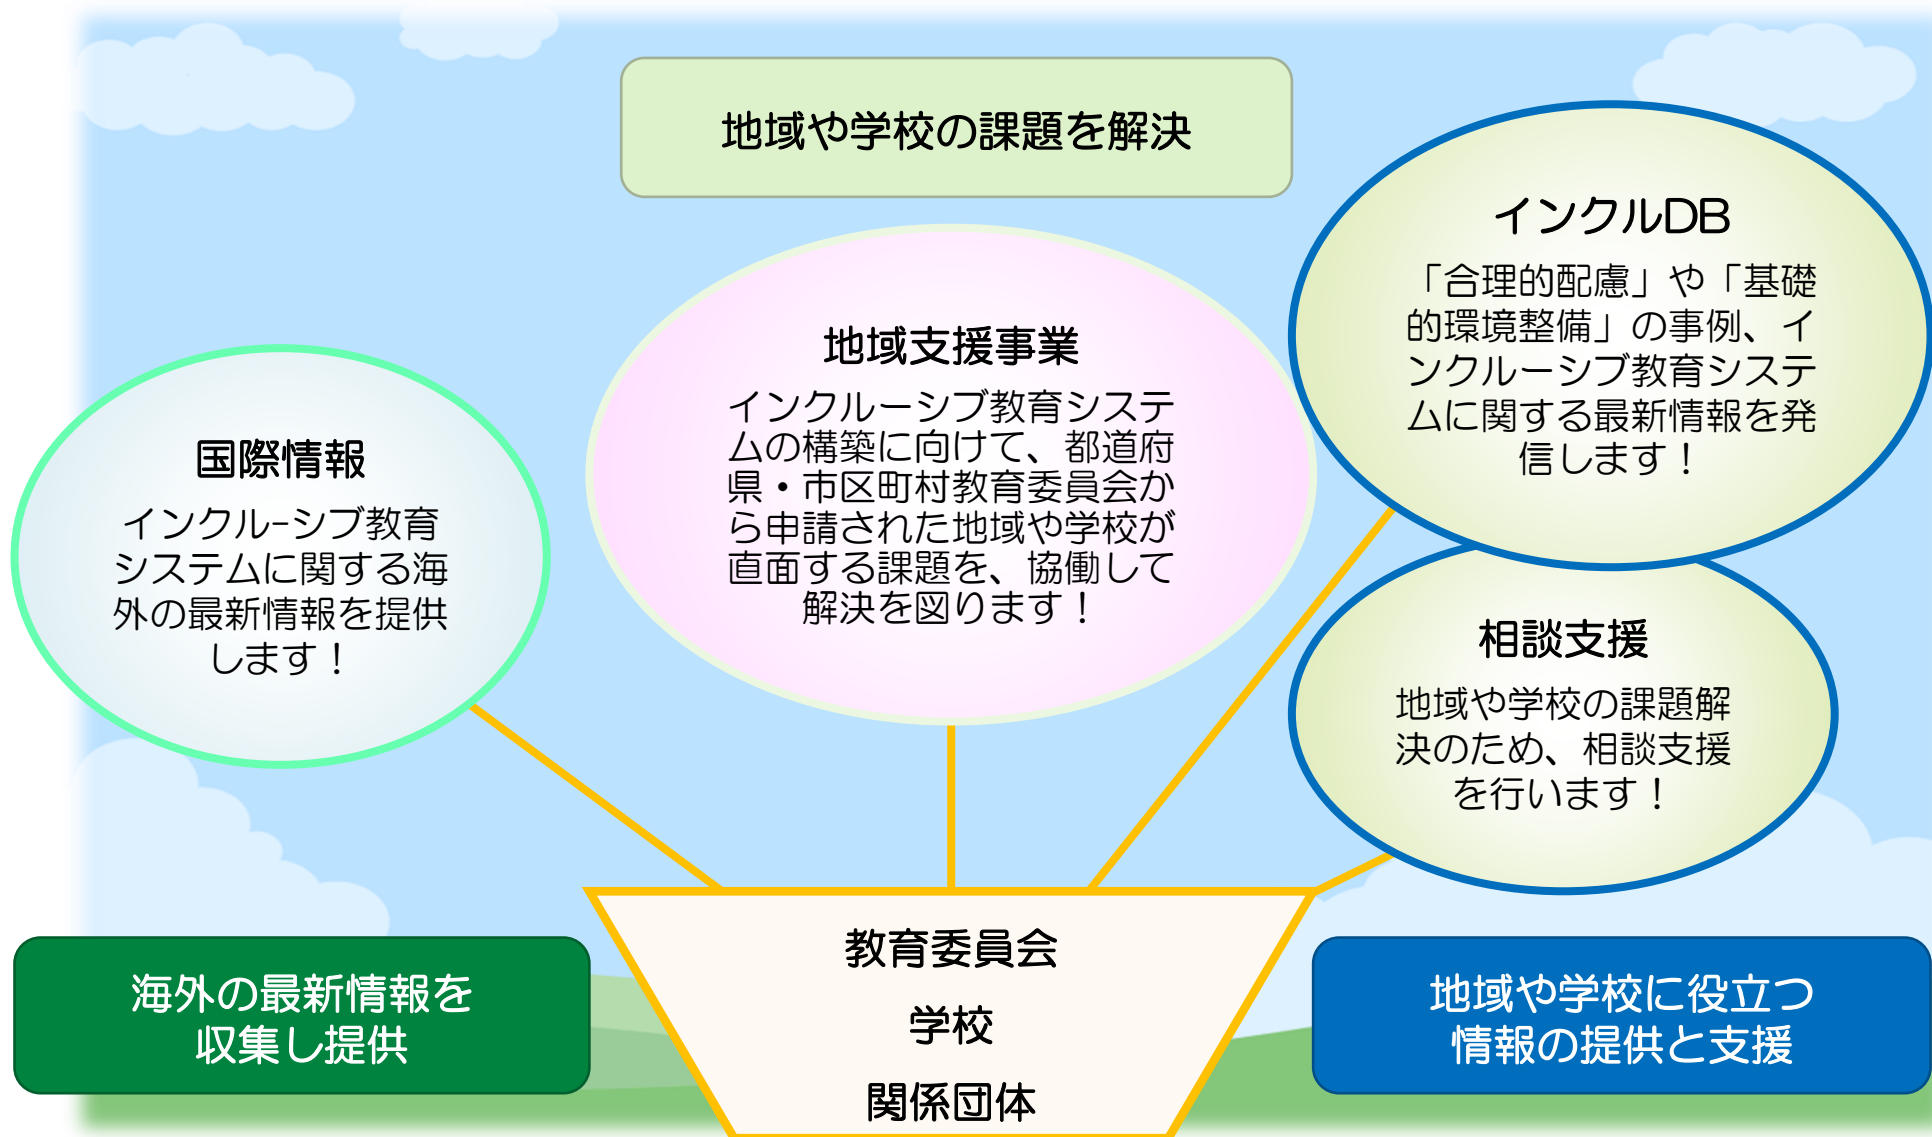 地域や学校の課題を解決
インクルDB
「合理的配慮」や「基礎
的環境整備」の事例、イ
ンクルーシブ教育システ
ムに関する最新情報を発
信します！
地域支援事業
インクルーシブ教育システ
ムの構築に向けて、都道府
県・市区町村教育委員会か
ら申請された地域や学校が
直面する課題を、協働して
解決を図ります！
国際情報
インクル-シブ教育
システムに関する海
外の最新情報を提供
します！
相談支援
地域や学校の課題解
決のため、相談支援
を行います！
教育委員会
学校
関係団体
海外の最新情報を
収集し提供
地域や学校に役立つ
情報の提供と支援